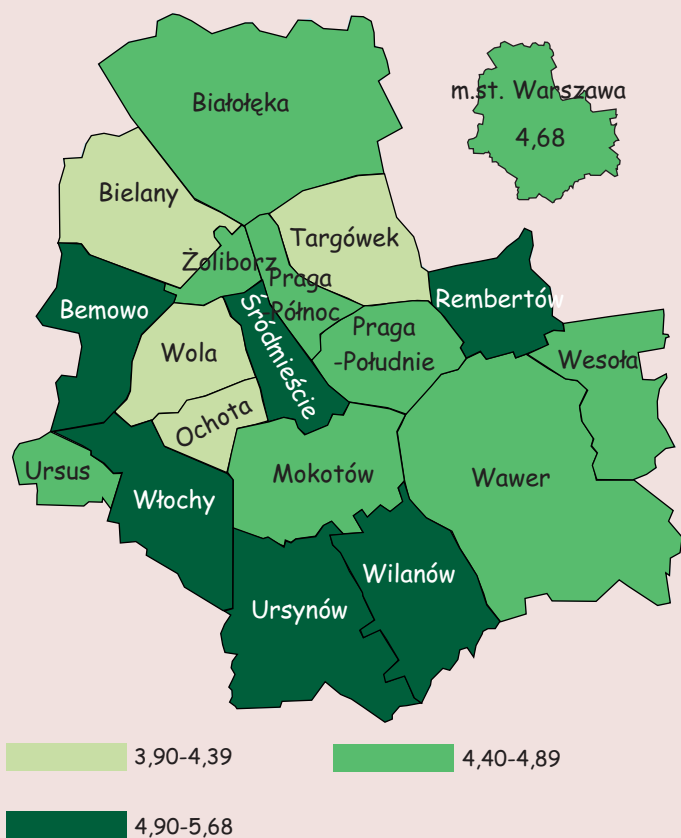 Białołęka
m.st. Warszawa
4,68
Bielany
Targówek
Żoliborz
Praga
-Północ
Rembertów
Bemowo
Śródmieście
Praga
-Południe
Wola
Wesoła
Ochota
Ursus
Mokotów
Wawer
Włochy
Wilanów
Ursynów
3,90-4,39
4,40-4,89
4,90-5,68